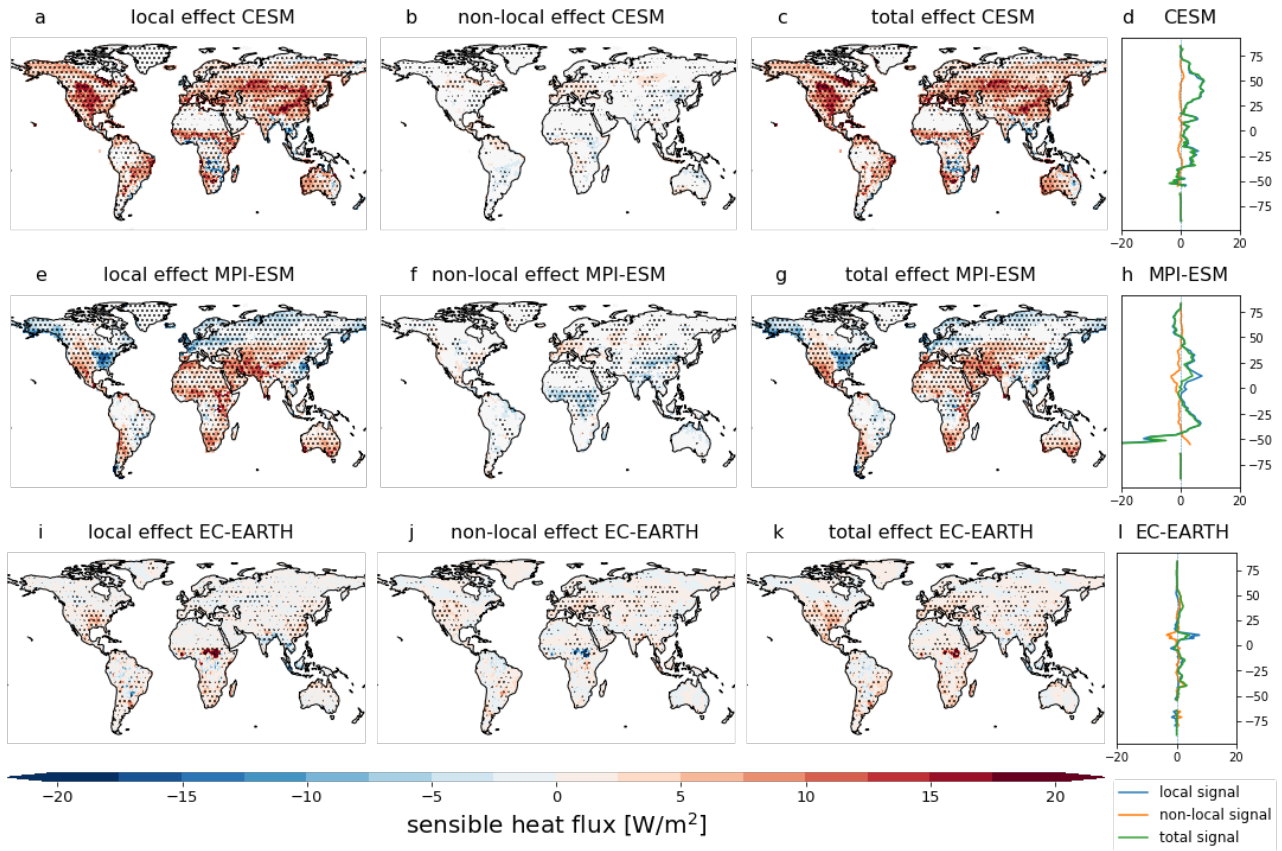 a local effect CESM
b non-local effect CESM
c total effect CESM
d CESM
75
50
25
0
−25
−50
−75
−20 0 20
e local effect MPI-ESM
f non-local effect MPI-ESM
g total effect MPI-ESM
h MPI-ESM
75
50
25
0
−25
−50
−75
−20 0 20
i local effect EC-EARTH
j non-local effect EC-EARTH
k total effect EC-EARTH
l EC-EARTH
75
50
25
0
−25
−50
−75
−20 0 20
−20 −15 −10 −5 0 5 10 15 20
sensible heat flux [W/m²]
local signal
non-local signal
total signal